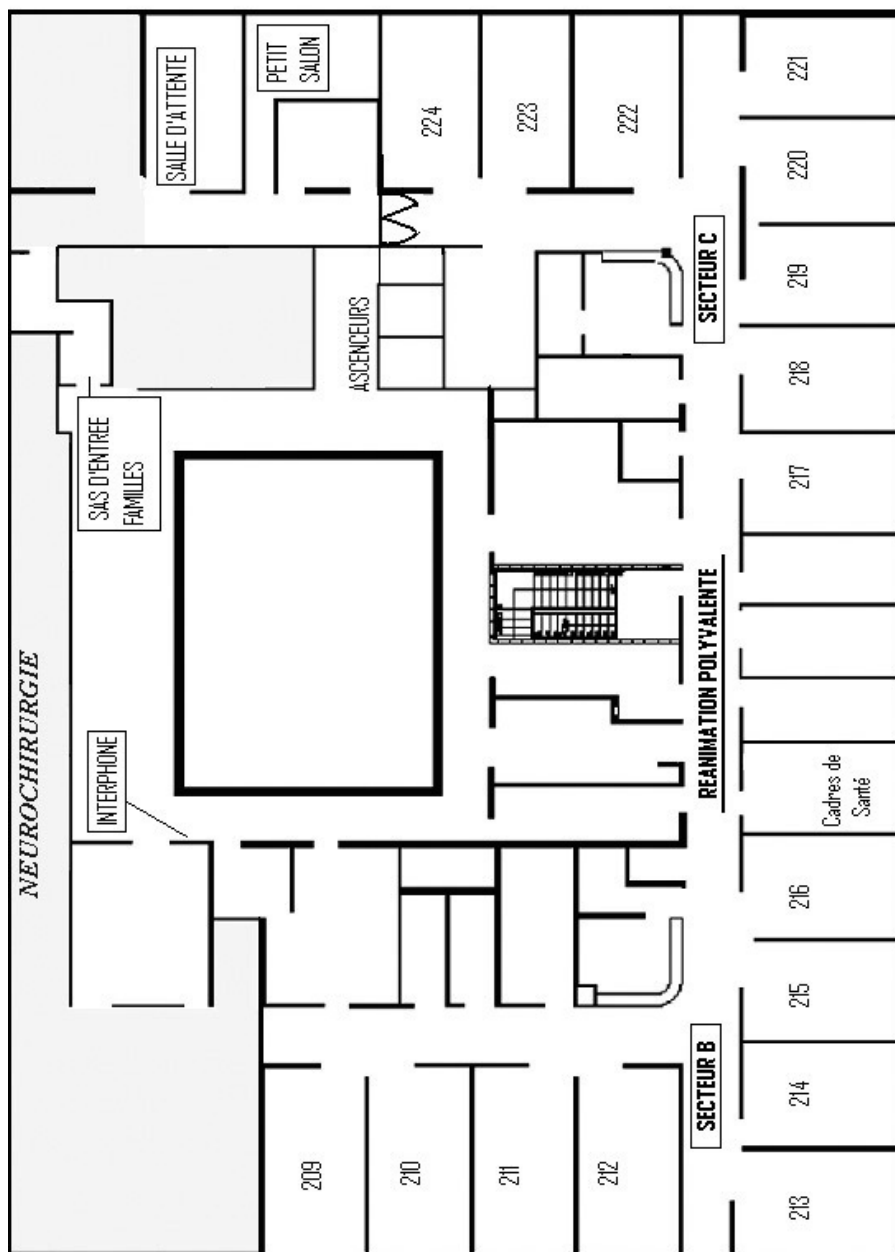 NEUROCHIRURGIE
INTERPHONE
SAS D'ENTREE
FAMILLES
SALLE D'ATTENTE
PETIT
SALON
ASCENCEURS
209
210
211
212
224
223
222
SECTEUR B
REANIMATION POLYVALENTE
SECTEUR C
213
214
215
216
Cadres de
Santé
217
218
219
220
221